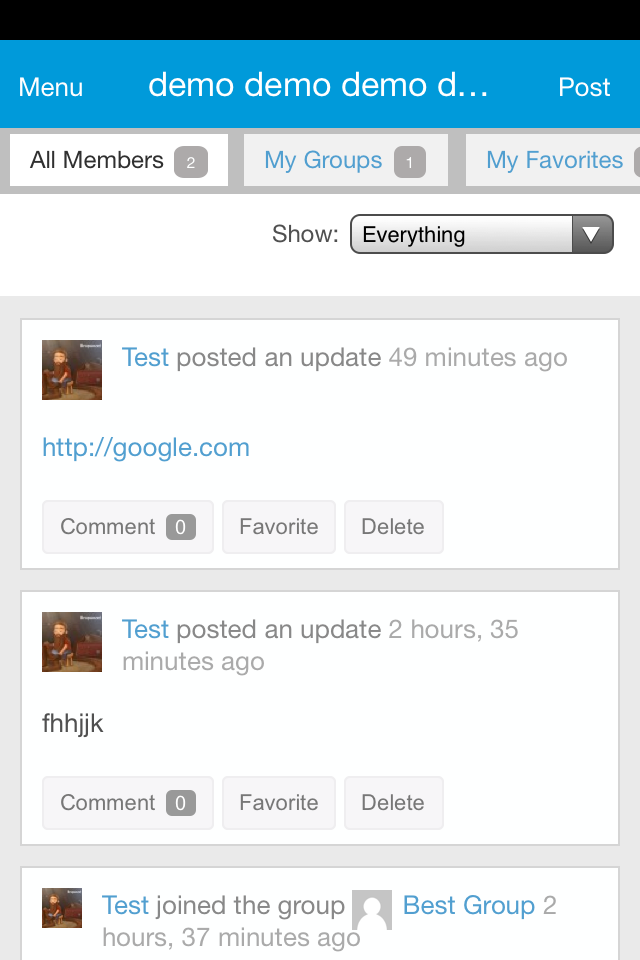 Menu demo demo demo d... Post
All Members 2 My Groups 1 My Favorites
Show: Everything
Test posted an update 49 minutes ago
http://google.com
Comment 0 Favorite Delete
Test posted an update 2 hours, 35
minutes ago
fhhjjk
Comment 0 Favorite Delete
Test joined the group Best Group 2
hours, 37 minutes ago